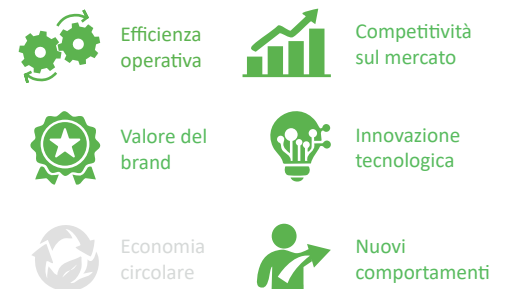 Efficienza
operativa
Competitività
sul mercato
Valore del
brand
Innovazione
tecnologica
Economia
circolare
Nuovi
comportamenti